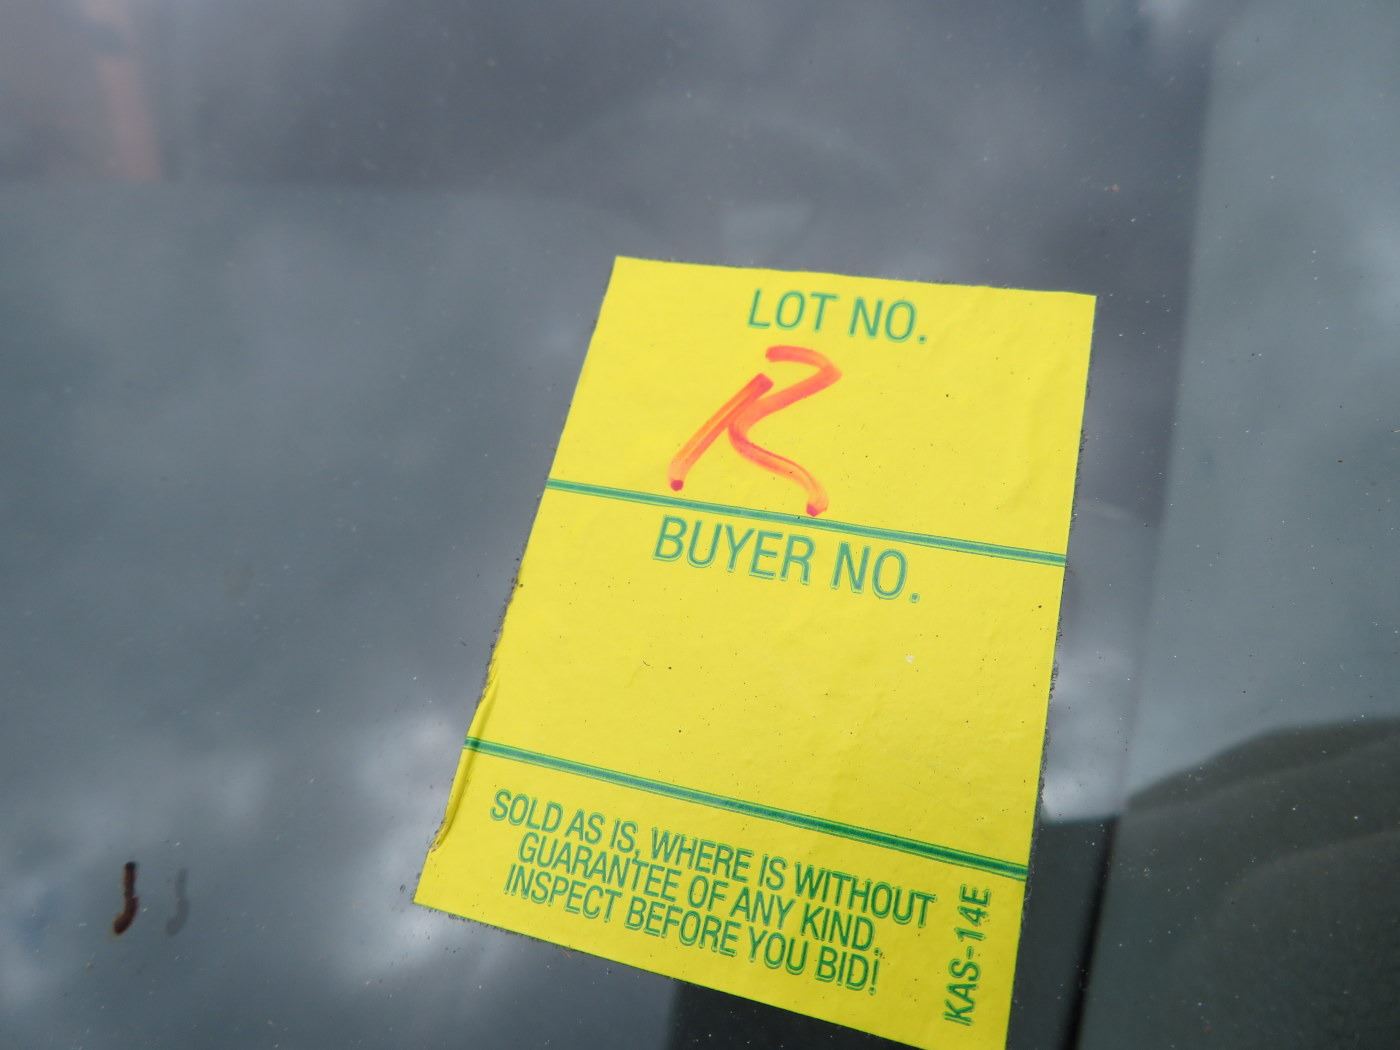 LOT NO.
R
BUYER NO.
SOLD AS IS, WHERE IS WITHOUT
GUARANTEE OF ANY KIND.
INSPECT BEFORE YOU BID!
KAS-14E